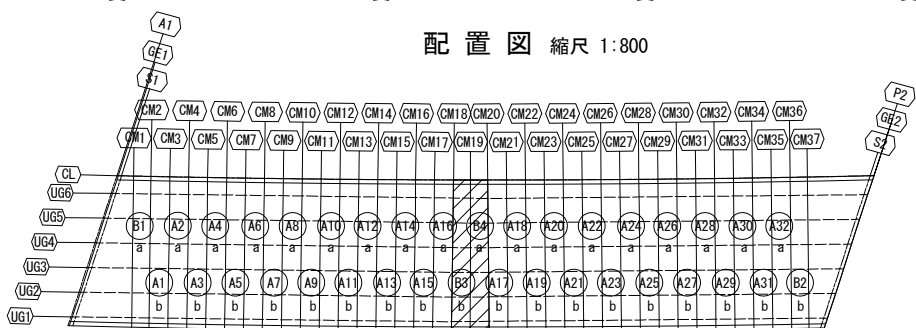 配置図 縮尺 1:800
A1
GE1
S1
P2
GE2
S2
CM2 CM4 CM6 CM8 CM10 CM12 CM14 CM16 CM18 CM20 CM22 CM24 CM26 CM28 CM30 CM32 CM34 CM36
CM1 CM3 CM5 CM7 CM9 CM11 CM13 CM15 CM17 CM19 CM21 CM23 CM25 CM27 CM29 CM31 CM33 CM35 CM37
CL
UG6
UG5
B1 A2 A4 A6 A8 A10 A12 A14 A16 B4 A18 A20 A22 A24 A26 A28 A30 A32
UG4
a a a a a a a a a a a a a a a a a a
UG3
UG2
A1 A3 A5 A7 A9 A11 A13 A15 B3 A17 A19 A21 A23 A25 A27 A29 A31 B2
b b b b b b b b b b b b b b b b b b
UG1